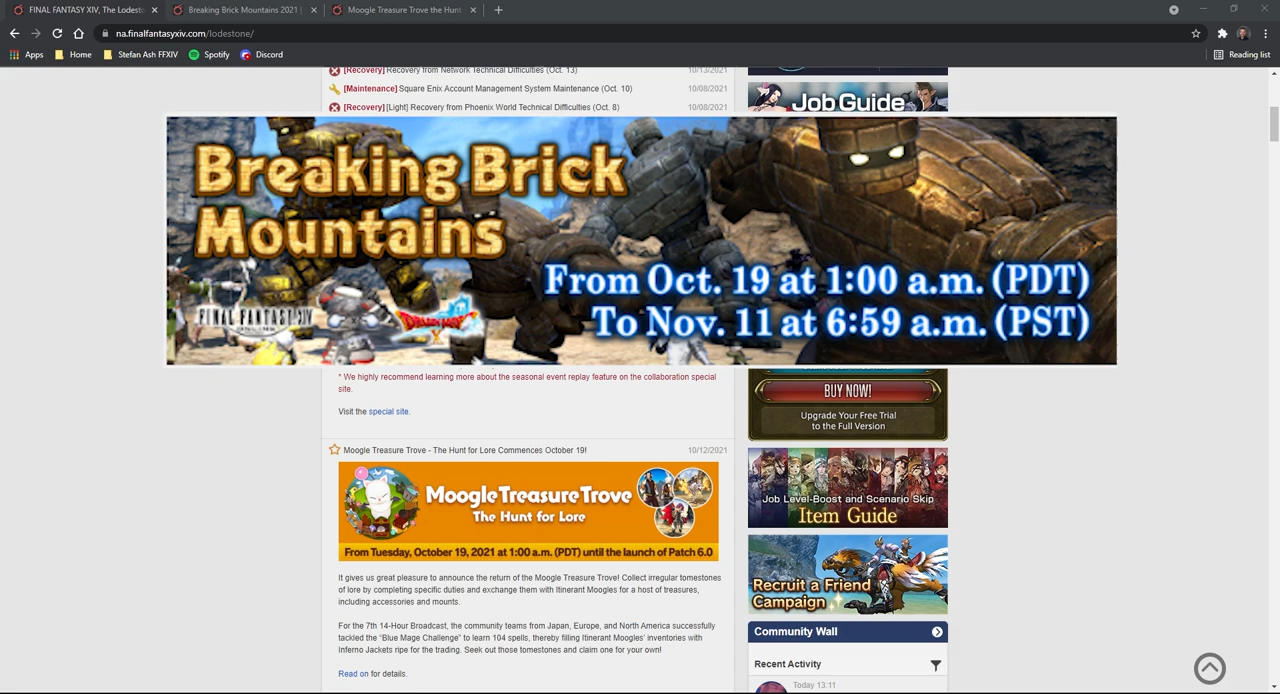 FINAL FANTASY XIV, The Lodesto
Breaking Brick Mountains 2021 |
Moogle Treasure Trove the Hunt
na.finalfantasyxiv.com/lodestone/
Apps
Home
Stefan Ash FFXIV
Spotify
Discord
Reading list
[Recovery] Recovery from Network Technical Difficulties (Oct. 13)
10/13/2021
[Maintenance] Square Enix Account Management System Maintenance (Oct. 10)
10/08/2021
[Recovery] [Light] Recovery from Phoenix World Technical Difficulties (Oct. 8)
10/08/2021
Job Guide
Breaking Brick
Mountains
From Oct. 19 at 1:00 a.m. (PDT)
To Nov. 11 at 6:59 a.m. (PST)
FINAL FANTASY XIV
DRAGON QUEST X
* We highly recommend learning more about the seasonal event replay feature on the collaboration special
site.
Visit the special site.
BUY NOW!
Upgrade Your Free Trial
to the Full Version
Moogle Treasure Trove - The Hunt for Lore Commences October 19!
10/12/2021
Moogle Treasure Trove
The Hunt for Lore
From Tuesday, October 19, 2021 at 1:00 a.m. (PDT) until the launch of Patch 6.0
Job Level-Boost and Scenario Skip
Item Guide
Recruit a Friend
Campaign
It gives us great pleasure to announce the return of the Moogle Treasure Trove! Collect irregular tomestones
of lore by completing specific duties and exchange them with Itinerant Moogles for a host of treasures,
including accessories and mounts.
For the 7th 14-Hour Broadcast, the community teams from Japan, Europe, and North America successfully
tackled the “Blue Mage Challenge” to learn 104 spells, thereby filling Itinerant Moogles' inventories with
Inferno Jackets ripe for the trading. Seek out those tomestones and claim one for your own!
Read on for details.
Community Wall
Recent Activity
Today 13:11